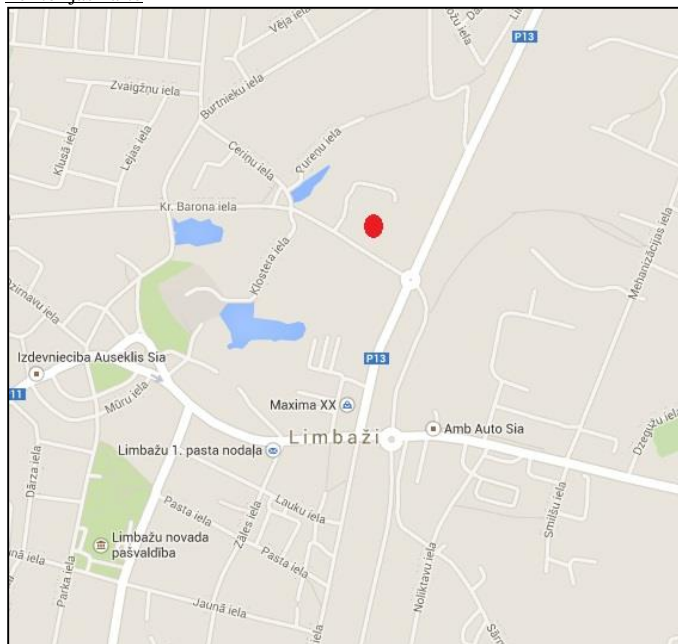 P13
Vēja iela
Zvaigžņu iela
Burtnieku iela
Klusā iela
Lejas iela
Ceriņu iela
Kr. Barona iela
Klostera iela
Mehanizācijas iela
Izdevniecība Auseklis Sia
11
Mūru iela
P13
Maxima XX
Limbaži
Amb Auto Sia
Dzegužu iela
Limbažu 1. pasta nodaļa
Dārza iela
Pasta iela
Lauku iela
Zāles iela
Smilšu iela
Limbažu novada
pašvaldība
Pasta iela
Parka iela
Jaunā iela
Noliktavu iela